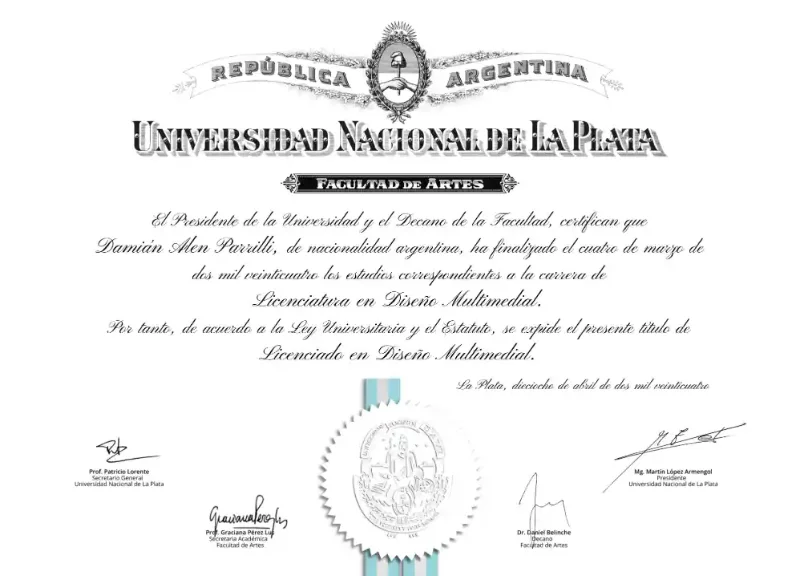 REPÚBLICA ARGENTINA
UNIVERSIDAD NACIONAL DE LA PLATA
FACULTAD DE ARTES
El Presidente de la Universidad y el Decano de la Facultad, certifican que
Damián Alen Parrilli, de nacionalidad argentina, ha finalizado el cuatro de marzo de
dos mil veinticuatro los estudios correspondientes a la carrera de
Licenciatura en Diseño Multimedial.
Por tanto, de acuerdo a la Ley Universitaria y el Estatuto, se expide el presente título de
Licenciado en Diseño Multimedial.
La Plata, dieciocho de abril de dos mil veinticuatro
Prof. Patricio Lorente
Secretario General
Universidad Nacional de La Plata
Mg. Martín López Armengol
Presidente
Universidad Nacional de La Plata
Prof. Graciana Pérez Lus
Secretaria Académica
Facultad de Artes
Dr. Daniel Belinche
Decano
Facultad de Artes